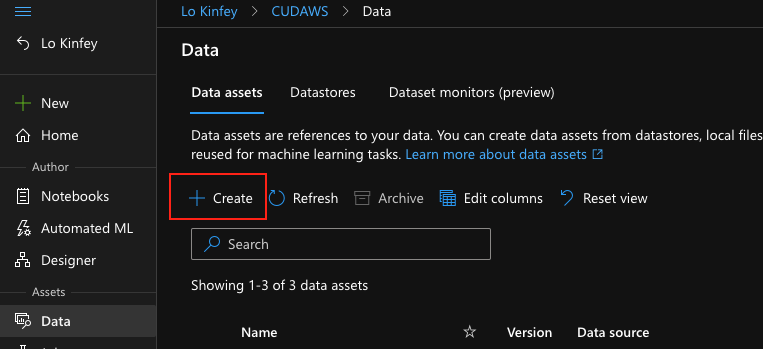 Lo Kinfey > CUDAWS > Data
Lo Kinfey
Data
Data assets
Datastores
Dataset monitors (preview)
New
Home
Author
Notebooks
Automated ML
Designer
Assets
Data
Data assets are references to your data. You can create data assets from datastores, local files
reused for machine learning tasks. Learn more about data assets
Create
Refresh
Archive
Edit columns
Reset view
Search
Showing 1-3 of 3 data assets
Name
Version
Data source